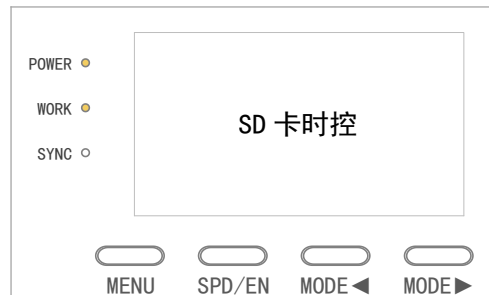 POWER
WORK
SD 卡时控
SYNC
MENU SPD/EN MODE◀ MODE▶